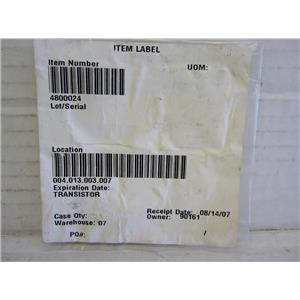 ITEM LABEL
Item Number UOM:
4800024
Lot/Serial
Location
004.013.003.007
Expiration Date:
TRANSISTOR
Case Qty: Receipt Date: 08/14/07
Warehouse: 07 Owner: 90161
PO#: /